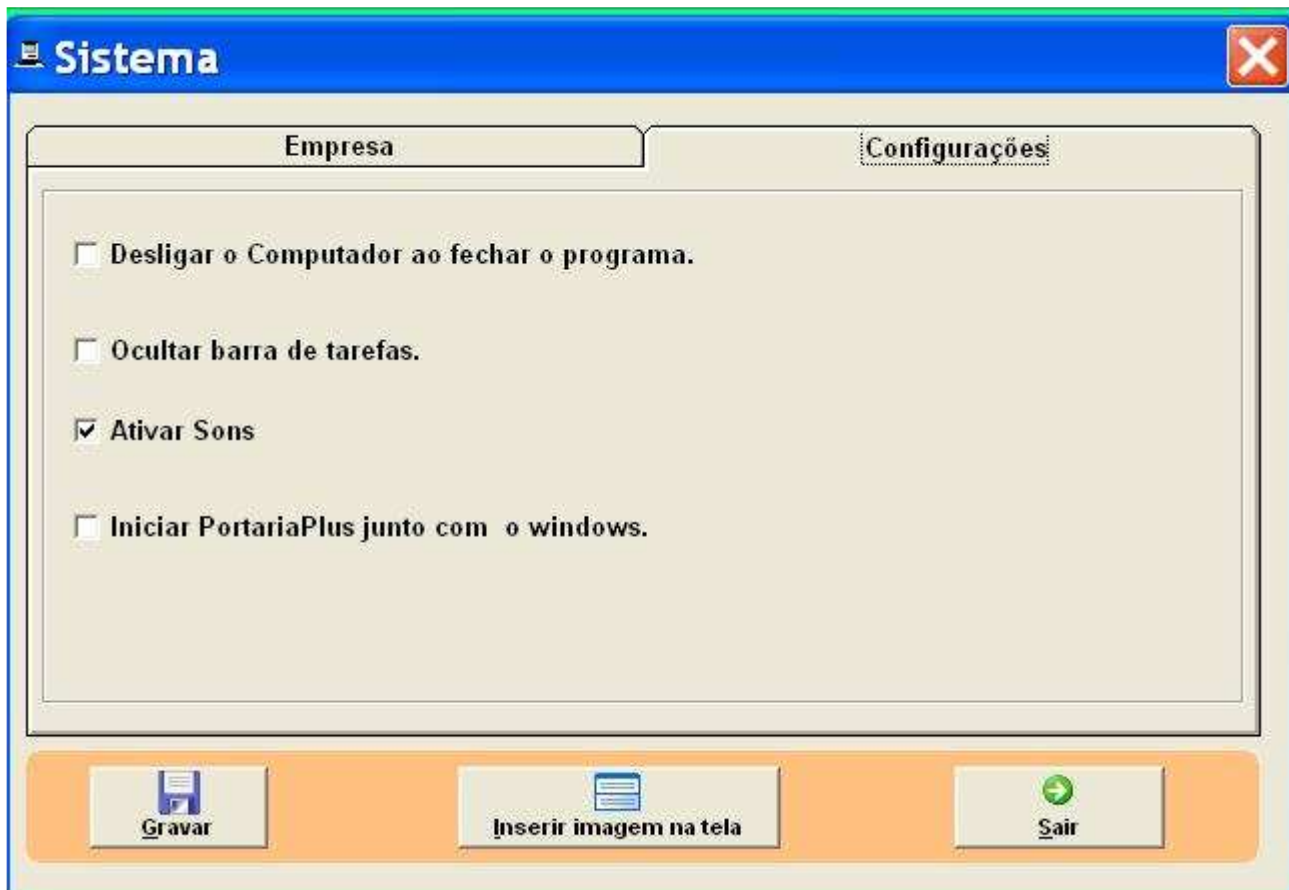 Sistema
Empresa
Configurações
Desligar o Computador ao fechar o programa.
Ocultar barra de tarefas.
Ativar Sons
Iniciar PortariaPlus junto com  o windows.
Gravar
Inserir imagem na tela
Sair